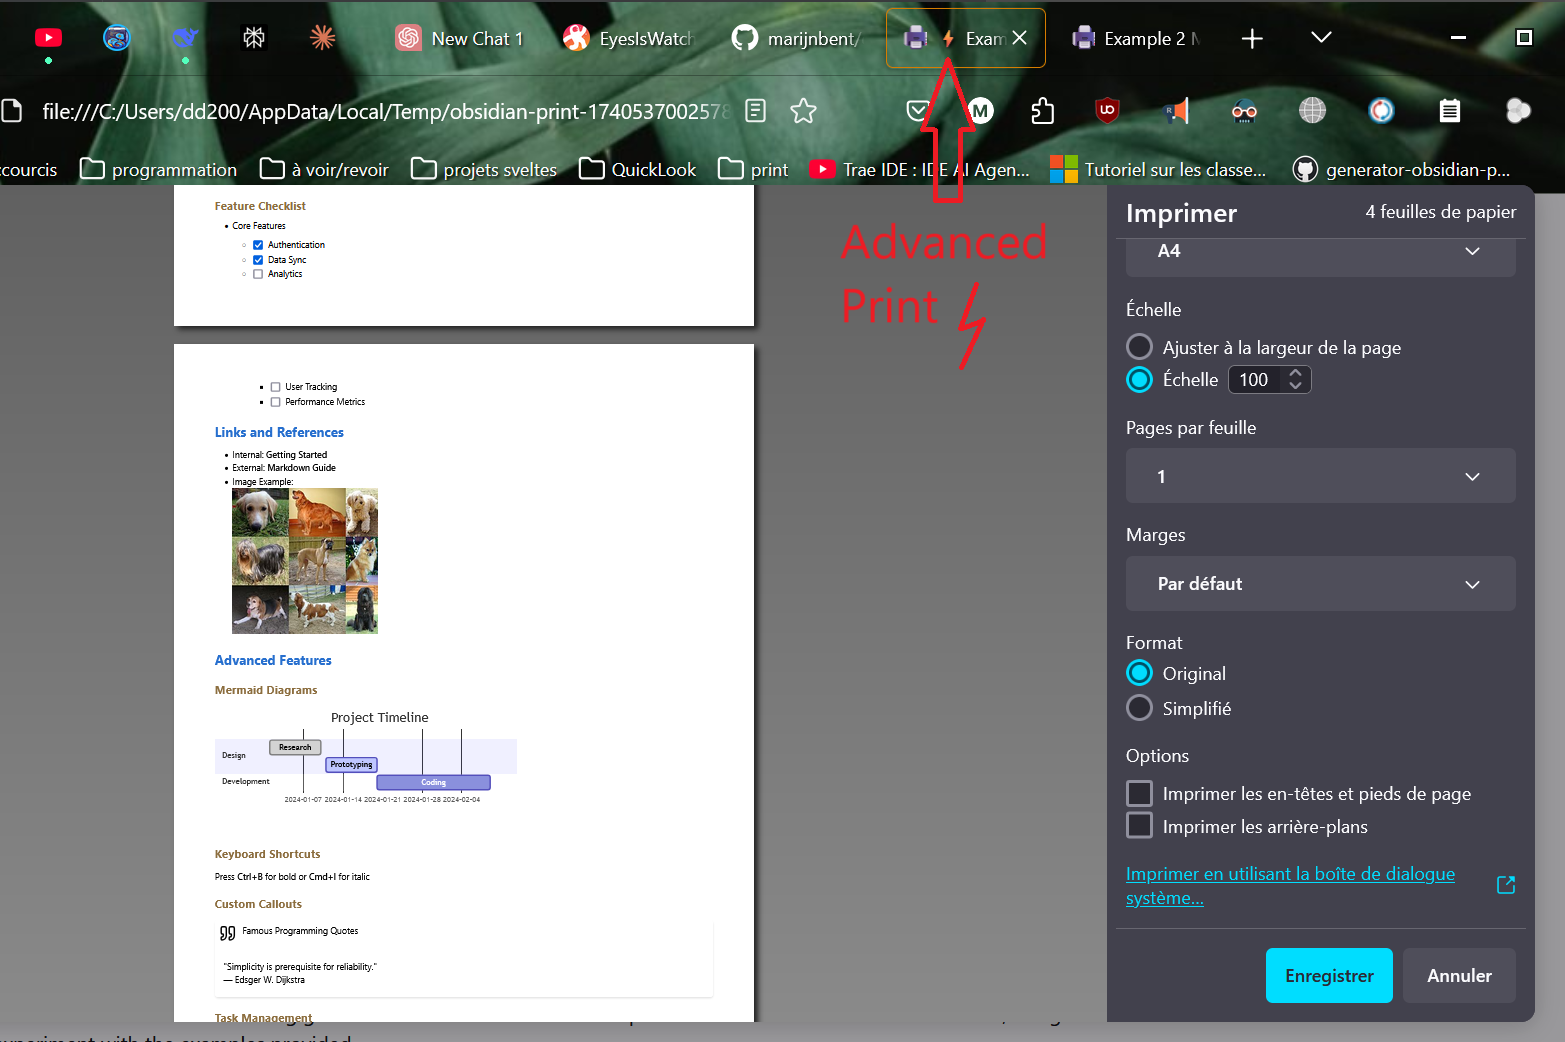 New Chat 1
EyesIsWatch
marijnbent/
Exam
Example 2 M
file:///C:/Users/dd200/AppData/Local/Temp/obsidian-print-1740537002578
M
UO
R
ccourcis
programmation
à voir/revoir
projets sveltes
QuickLook
print
Trae IDE : IDE AI Agen...
Tutoriel sur les classe...
generator-obsidian-p...
Advanced
Print
Feature Checklist
Core Features
Authentication
Data Sync
Analytics
User Tracking
Performance Metrics
Links and References
Internal: Getting Started
External: Markdown Guide
Image Example:
Advanced Features
Mermaid Diagrams
Project Timeline
Design
Research
Prototyping
Development
Coding
2024-01-07 2024-01-14 2024-01-21 2024-01-28 2024-02-04
Keyboard Shortcuts
Press Ctrl+B for bold or Cmd+I for italic
Custom Callouts
Famous Programming Quotes
"Simplicity is prerequisite for reliability."
— Edsger W. Dijkstra
Task Management
Imprimer
4 feuilles de papier
A4
Échelle
Ajuster à la largeur de la page
Échelle 100
Pages par feuille
1
Marges
Par défaut
Format
Original
Simplifié
Options
Imprimer les en-têtes et pieds de page
Imprimer les arrière-plans
Imprimer en utilisant la boîte de dialogue
système...
Enregistrer
Annuler